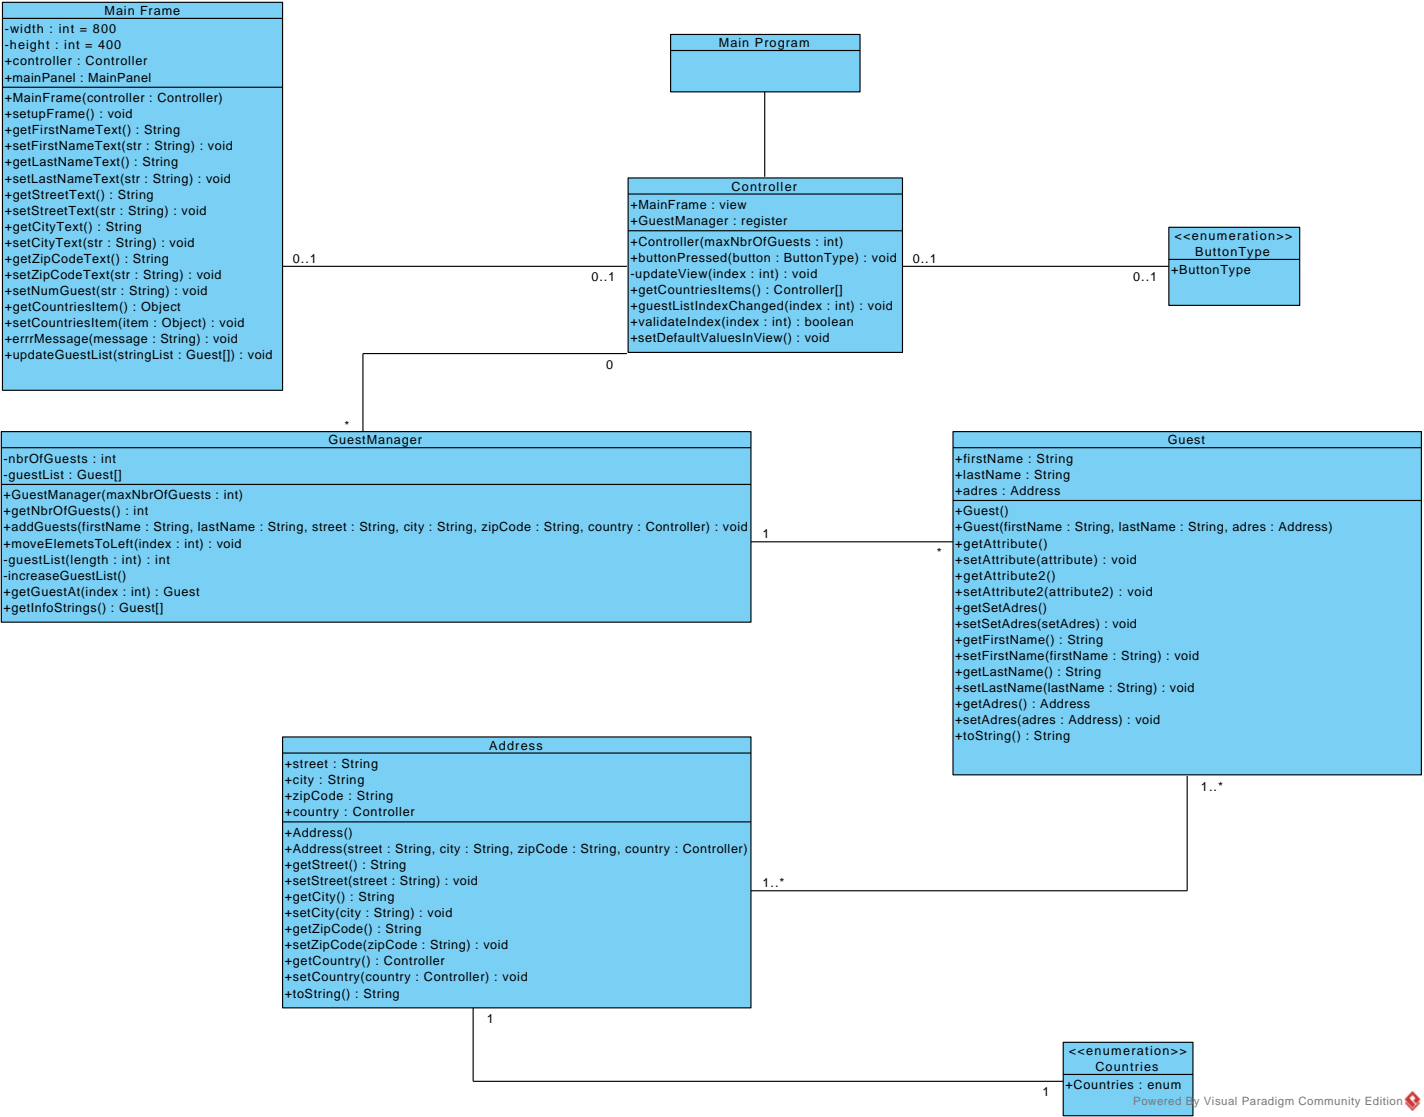 Main Frame
-width : int = 800
-height : int = 400
+controller : Controller
+mainPanel : MainPanel
+MainFrame(controller : Controller)
+setupFrame() : void
+getFirstNameText() : String
+setFirstNameText(str : String) : void
+getLastNameText() : String
+setLastNameText(str : String) : void
+getStreetText() : String
+setStreetText(str : String) : void
+getCityText() : String
+setCityText(str : String) : void
+getZipCodeText() : String
+setZipCodeText(str : String) : void
+setNumGuest(str : String) : void
+getCountriesItem() : Object
+setCountriesItem(item : Object) : void
+errrMessage(message : String) : void
+updateGuestList(stringList : Guest[]) : void
Main Program
Controller
+MainFrame : view
+GuestManager : register
+Controller(maxNbrOfGuests : int)
+buttonPressed(button : ButtonType) : void
-updateView(index : int) : void
+getCountriesItems() : Controller[]
+guestListIndexChanged(index : int) : void
+validateIndex(index : int) : boolean
+setDefaultValuesInView() : void
<<enumeration>>
ButtonType
+ButtonType
0..1
0..1
0..1
0..1
0
*
GuestManager
-nbrOfGuests : int
-guestList : Guest[]
+GuestManager(maxNbrOfGuests : int)
+getNbrOfGuests() : int
+addGuests(firstName : String, lastName : String, street : String, city : String, zipCode : String, country : Controller) : void
+moveElemetsToLeft(index : int) : void
-guestList(length : int) : int
-increaseGuestList()
+getGuestAt(index : int) : Guest
+getInfoStrings() : Guest[]
1
*
Guest
+firstName : String
+lastName : String
+adres : Address
+Guest()
+Guest(firstName : String, lastName : String, adres : Address)
+getAttribute()
+setAttribute(attribute) : void
+getAttribute2()
+setAttribute2(attribute2) : void
+getSetAdres()
+setSetAdres(setAdres) : void
+getFirstName() : String
+setFirstName(firstName : String) : void
+getLastName() : String
+setLastName(lastName : String) : void
+getAdres() : Address
+setAdres(adres : Address) : void
+toString() : String
1..*
1..*
Address
+street : String
+city : String
+zipCode : String
+country : Controller
+Address()
+Address(street : String, city : String, zipCode : String, country : Controller)
+getStreet() : String
+setStreet(street : String) : void
+getCity() : String
+setCity(city : String) : void
+getZipCode() : String
+setZipCode(zipCode : String) : void
+getCountry() : Controller
+setCountry(country : Controller) : void
+toString() : String
1
1
<<enumeration>>
Countries
+Countries : enum
Powered By Visual Paradigm Community Edition